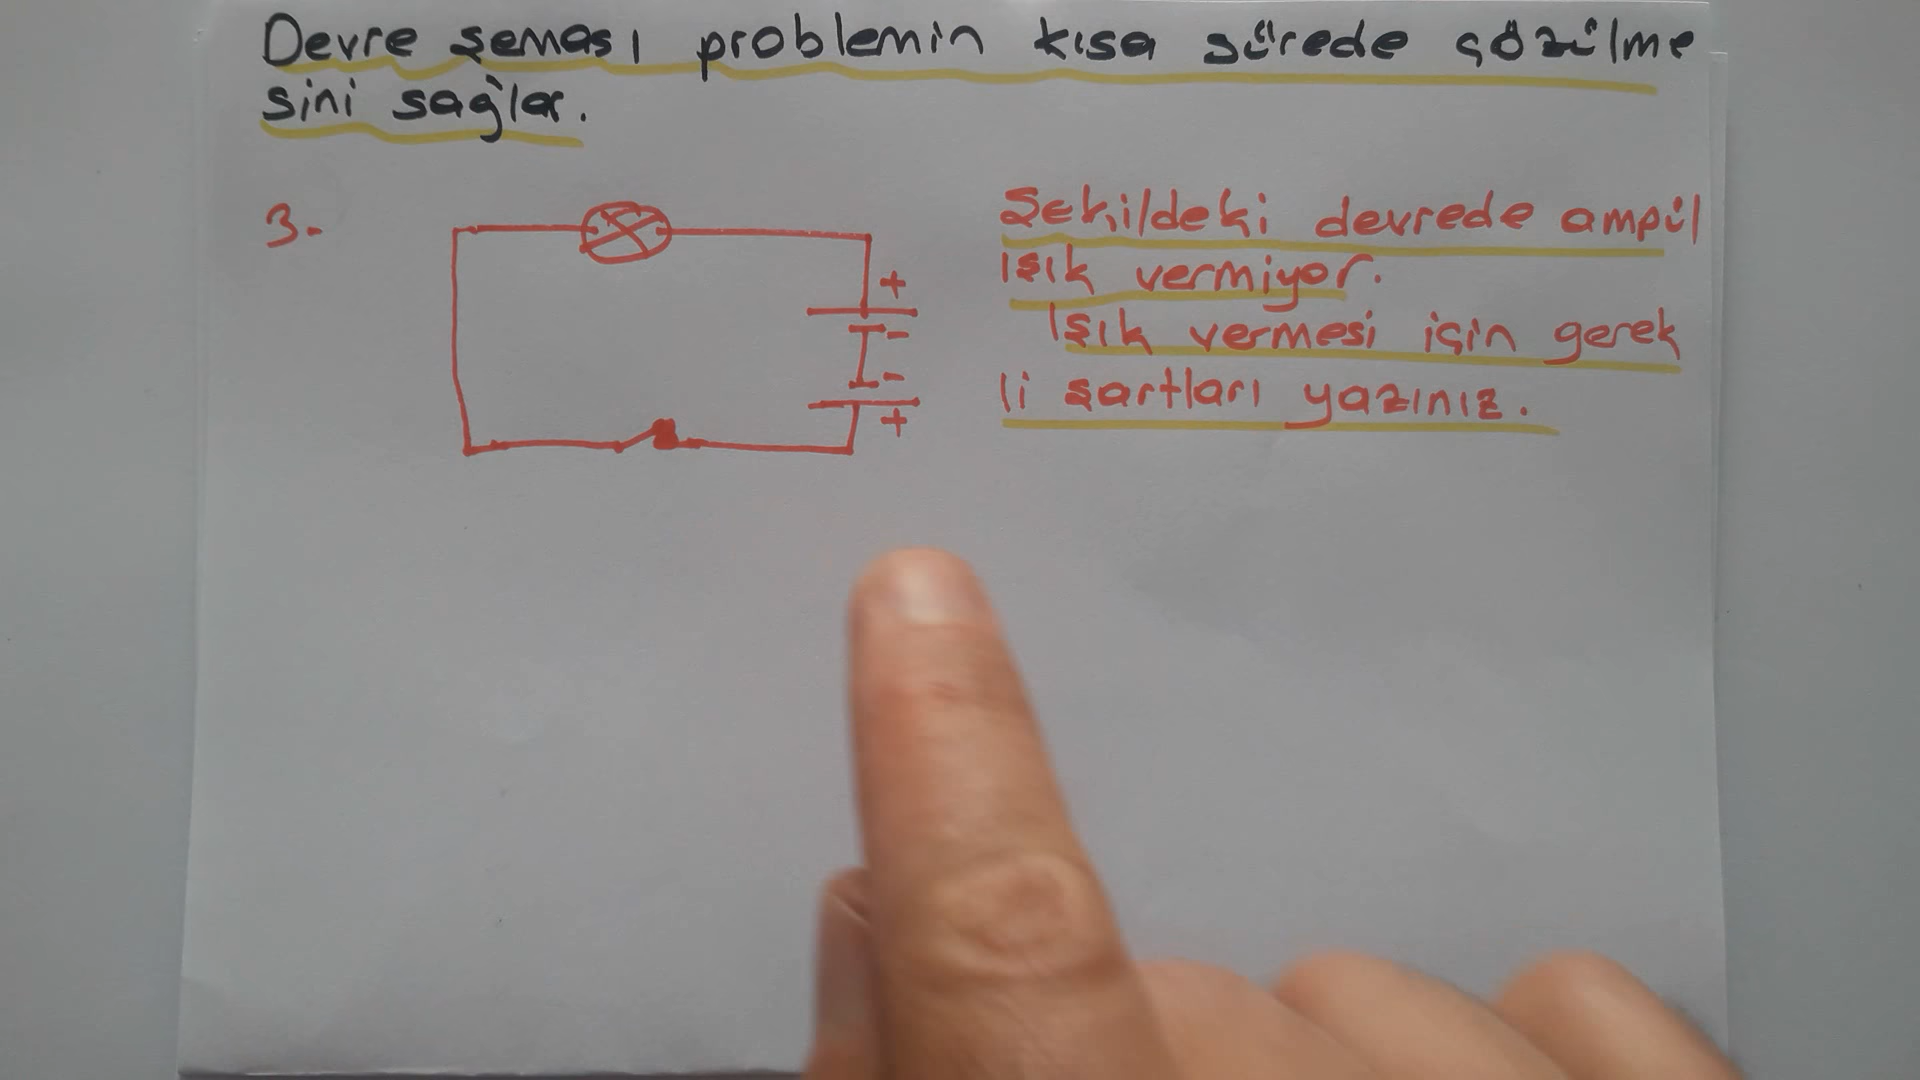 Devre şeması problemin kısa sürede çözülme
sini sağlar.
3.
Şekildeki devrede ampül
ışık vermiyor.
Işık vermesi için gerek
li şartları yazınız.
+
-
-
+